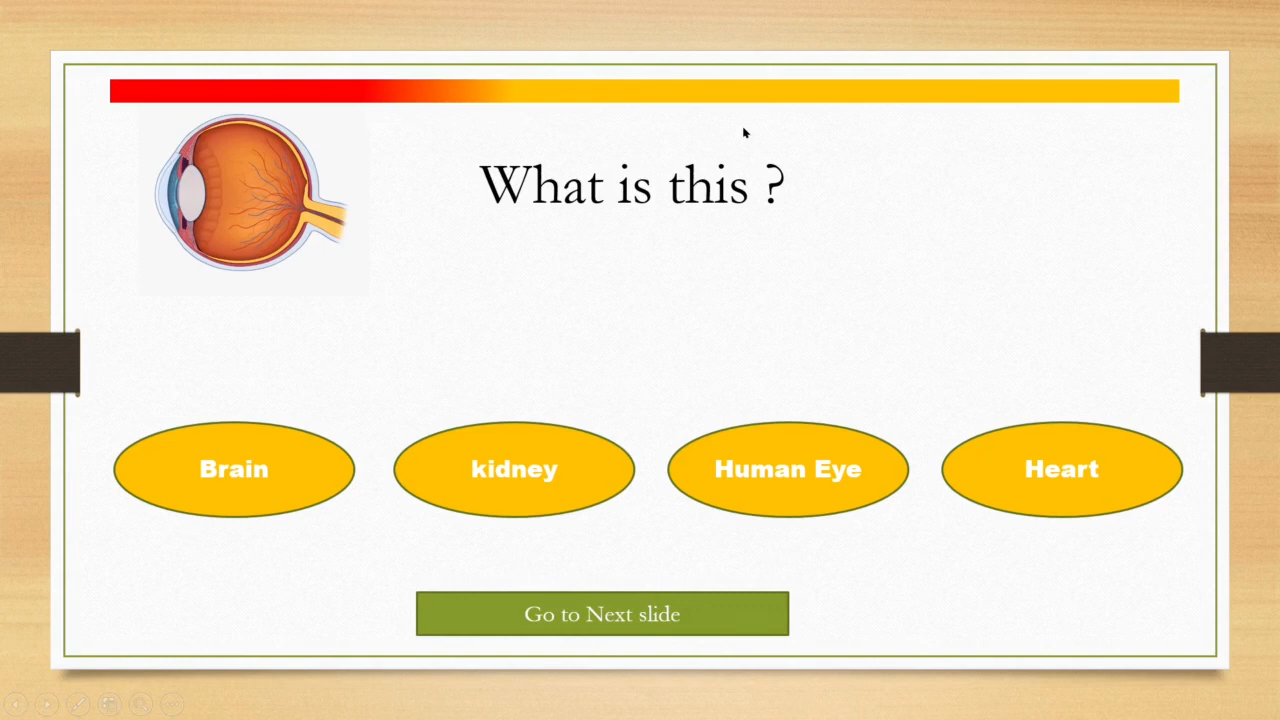 What is this ?
Brain
kidney
Human Eye
Heart
Go to Next slide